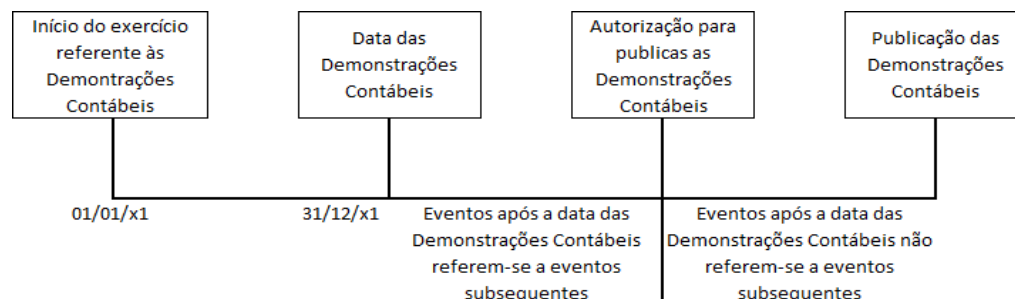 Início do exercício
referente às
Demontrações
Contábeis
Data das
Demonstrações
Contábeis
Autorização para
publicas as
Demonstrações
Contábeis
Publicação das
Demonstrações
Contábeis
01/01/x1
31/12/x1
Eventos após a data das
Demonstrações Contábeis
referem-se a eventos
subsequentes
Eventos após a data das
Demonstrações Contábeis não
referem-se a eventos
subsequentes